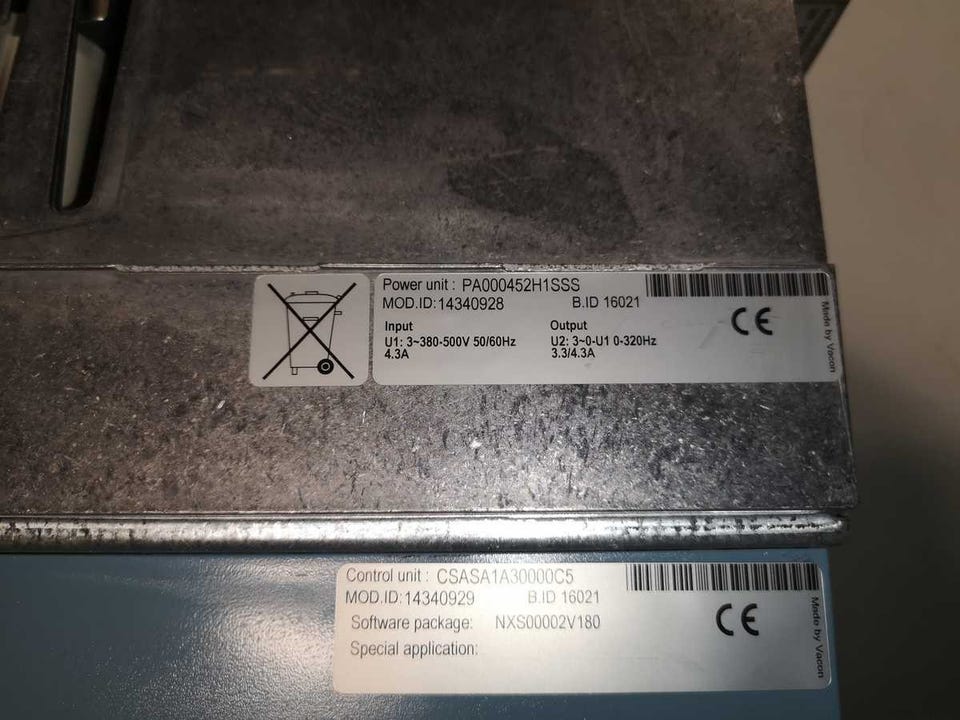 Power unit : PA000452H1SSS
MOD.ID: 14340928 B.ID 16021
Input Output
U1: 3~380-500V 50/60Hz U2: 3~0-U1 0-320Hz
4.3A 3.3/4.3A
CE
Made by Vacon
Control unit : CSASA1A30000C5
MOD.ID: 14340929 B.ID 16021
Software package: NXS00002V180
Special application:
CE
Made by Vacon